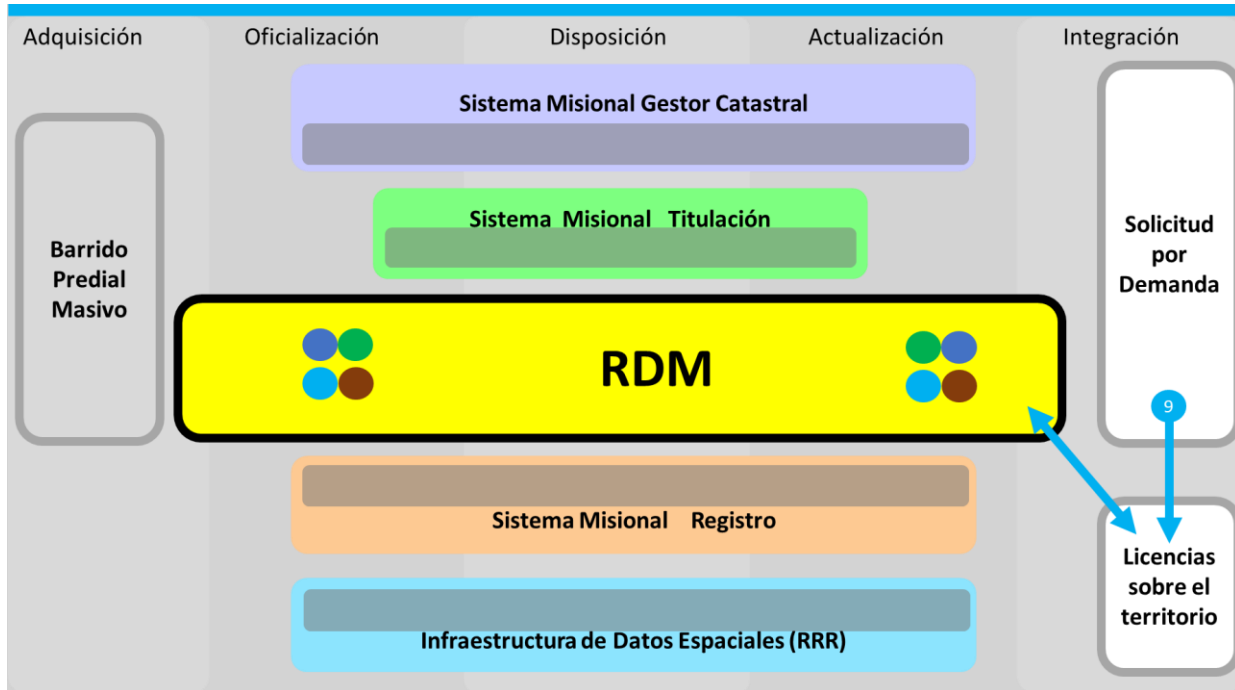 Adquisición
Oficialización
Disposición
Actualización
Integración
Sistema Misional Gestor Catastral
Sistema Misional Titulación
Barrido
Predial
Masivo
RDM
Solicitud
por
Demanda
9
Sistema Misional Registro
Infraestructura de Datos Espaciales (RRR)
Licencias
sobre el
territorio